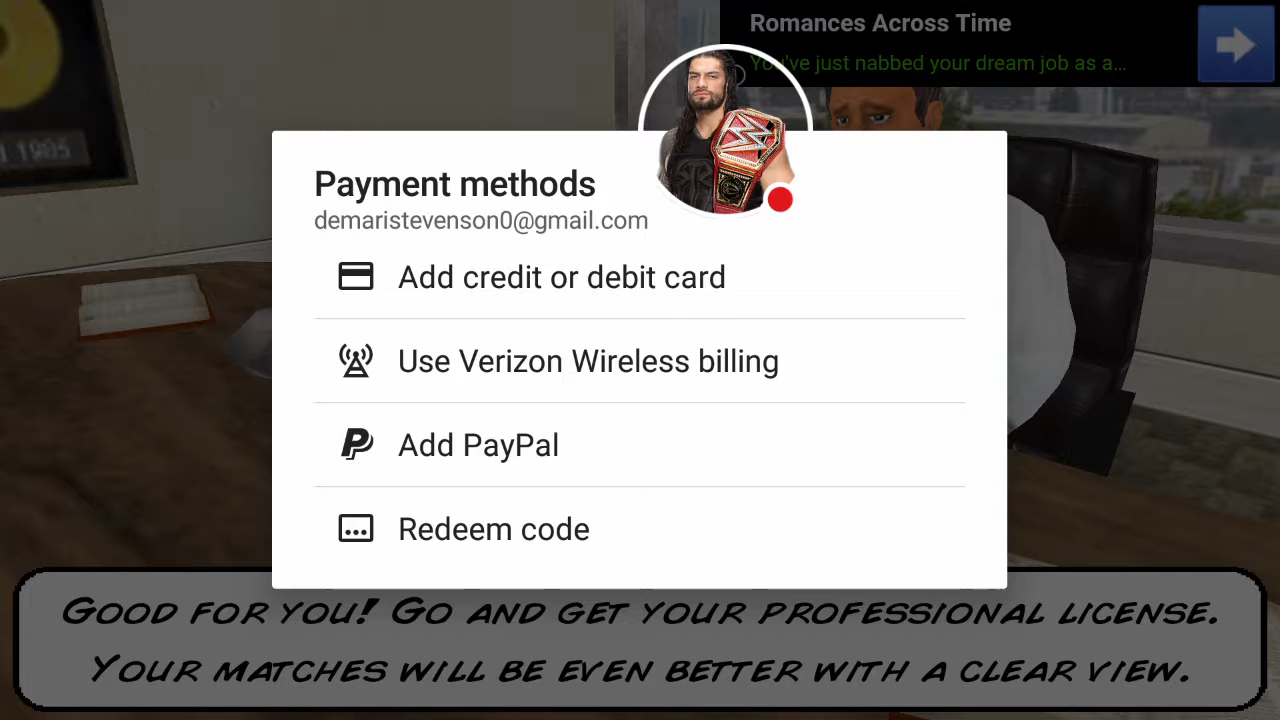 Romances Across Time
You've just nabbed your dream job as a...
1985
Payment methods
demaristevenson0@gmail.com
Add credit or debit card
Use Verizon Wireless billing
Add PayPal
Redeem code
GOOD FOR YOU! GO AND GET YOUR PROFESSIONAL LICENSE.
YOUR MATCHES WILL BE EVEN BETTER WITH A CLEAR VIEW.